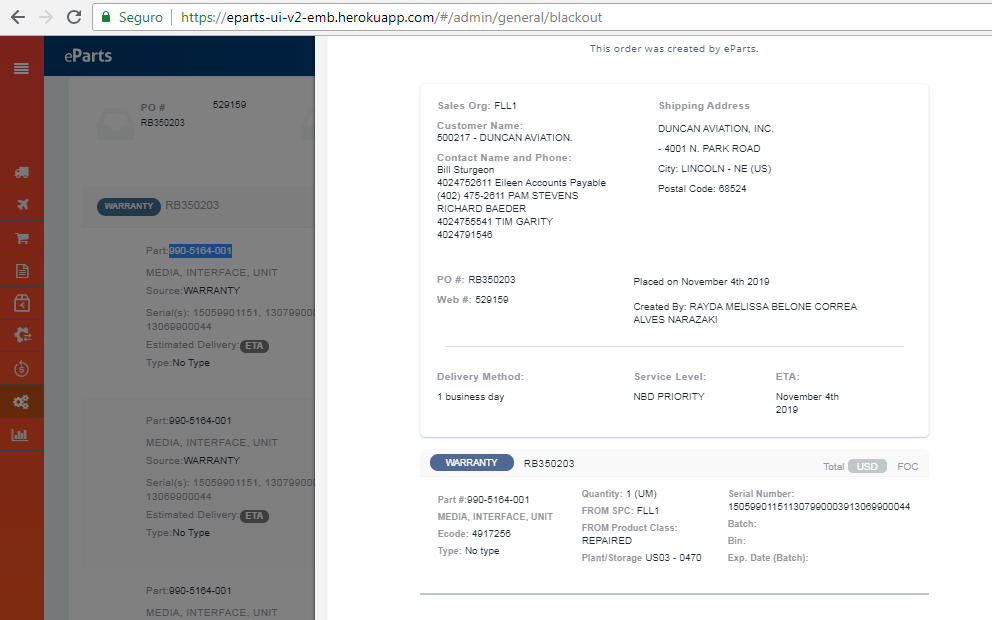 Seguro
https://eparts-ui-v2-emb.herokuapp.com/#/admin/general/blackout
eParts
PO #
529159
RB350203
WARRANTY
RB350203
Part:990-5164-001
MEDIA, INTERFACE, UNIT
Source:WARRANTY
Serial(s): 15059901151, 130799000
13069900044
Estimated Delivery: ETA
Type:No Type
Part:990-5164-001
MEDIA, INTERFACE, UNIT
Source:WARRANTY
Serial(s): 15059901151, 130799000
13069900044
Estimated Delivery: ETA
Type:No Type
Part:990-5164-001
MEDIA, INTERFACE, UNIT
This order was created by eParts.
Sales Org: FLL1
Customer Name:
500217 - DUNCAN AVIATION.
Contact Name and Phone:
Bill Sturgeon
4024752611 Eileen Accounts Payable
(402) 475-2611 PAM STEVENS
RICHARD BAEDER
4024755541 TIM GARITY
4024791546
Shipping Address
DUNCAN AVIATION, INC.
- 4001 N. PARK ROAD
City: LINCOLN - NE (US)
Postal Code: 68524
PO #: RB350203
Web #: 529159
Placed on November 4th 2019
Created By: RAYDA MELISSA BELONE CORREA
ALVES NARAZAKI
Delivery Method:
1 business day
Service Level:
NBD PRIORITY
ETA:
November 4th
2019
WARRANTY
RB350203
Total USD FOC
Part #:990-5164-001
MEDIA, INTERFACE, UNIT
Ecode: 4917256
Type: No type
Quantity: 1 (UM)
FROM SPC: FLL1
FROM Product Class:
REPAIRED
Plant/Storage US03 - 0470
Serial Number:
150599011511307990003913069900044
Batch:
Bin:
Exp. Date (Batch):